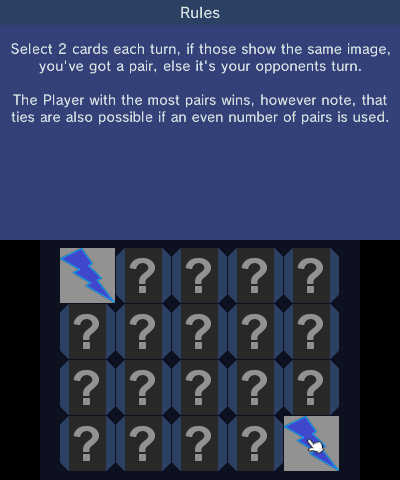 Rules
Select 2 cards each turn, if those show the same image,
you've got a pair, else it's your opponents turn.
The Player with the most pairs wins, however note, that
ties are also possible if an even number of pairs is used.
? ? ? ?
? ? ? ? ?
? ? ? ? ?
? ? ? ?